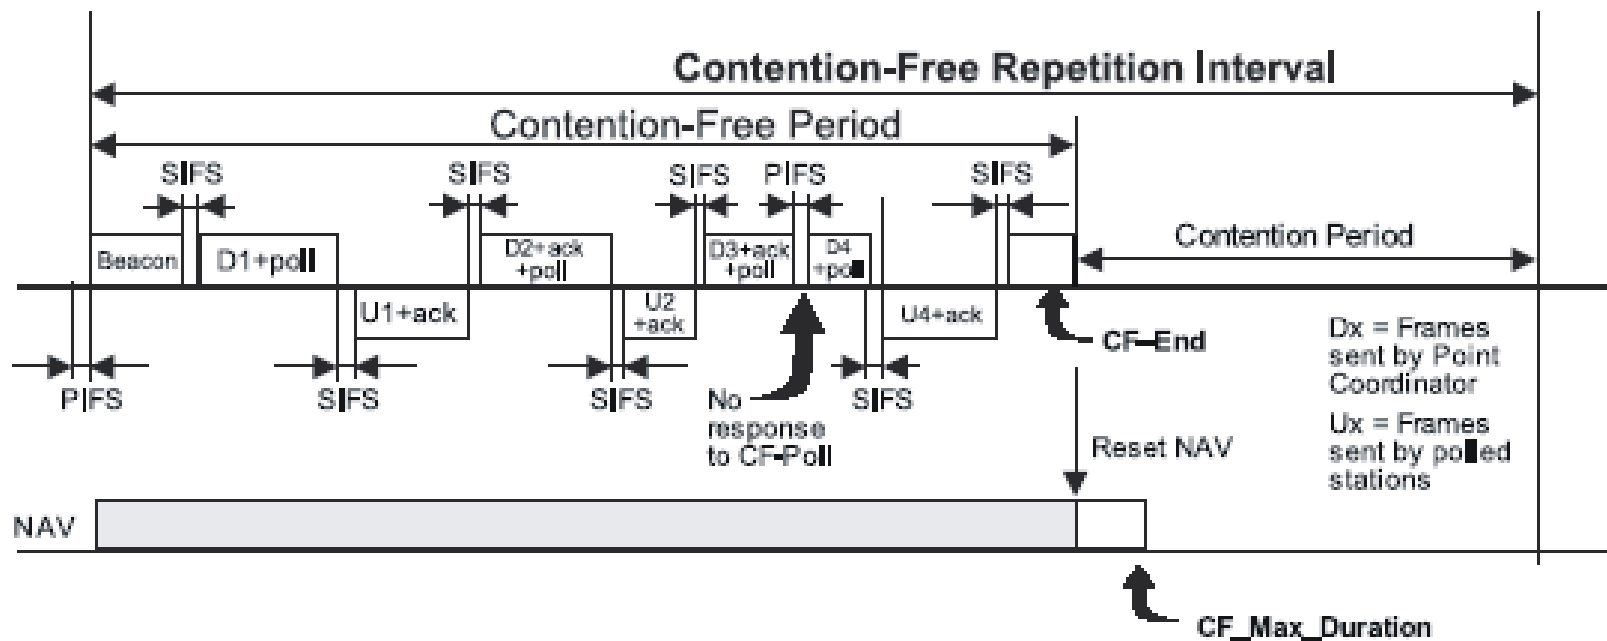 Contention-Free Repetition Interval
Contention-Free Period
SIFS
SIFS
SIFS
PIFS
SIFS
Contention Period
Beacon
D1+poll
D2+ack
+poll
D3+ack
+poll
D4
+poll
U1+ack
U2
+ack
U4+ack
CF-End
PIFS
SIFS
SIFS
No
response
to CF-Poll
SIFS
Dx = Frames
sent by Point
Coordinator
Ux = Frames
sent by polled
stations
Reset NAV
NAV
CF_Max_Duration